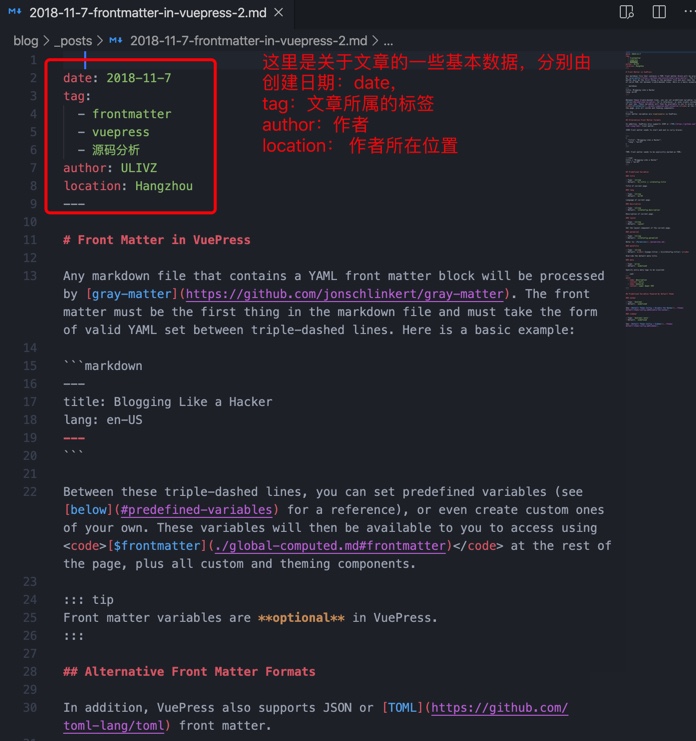 2018-11-7-frontmatter-in-vuepress-2.md
blog > _posts > 2018-11-7-frontmatter-in-vuepress-2.md > ...
1
2 date: 2018-11-7
3 tag:
4 - frontmatter
5 - vuepress
6 - 源码分析
7 author: ULIVZ
8 location: Hangzhou
9 ---
这里是关于文章的一些基本数据，分别由
创建日期：date,
tag：文章所属的标签
author：作者
location： 作者所在位置
10
11 # Front Matter in VuePress
12
13 Any markdown file that contains a YAML front matter block will be processed
by [gray-matter](https://github.com/jonschlinkert/gray-matter). The front
matter must be the first thing in the markdown file and must take the form
of valid YAML set between triple-dashed lines. Here is a basic example:
14
15 ```markdown
16 ---
17 title: Blogging Like a Hacker
18 lang: en-US
19 ---
20 ```
21
22 Between these triple-dashed lines, you can set predefined variables (see
[below](#predefined-variables) for a reference), or even create custom ones
of your own. These variables will then be available to you to access using
<code>[$frontmatter](./global-computed.md#frontmatter)</code> at the rest of
the page, plus all custom and theming components.
23
24 ::: tip
25 Front matter variables are **optional** in VuePress.
26 :::
27
28 ## Alternative Front Matter Formats
29
30 In addition, VuePress also supports JSON or [TOML](https://github.com/
toml-lang/toml) front matter.